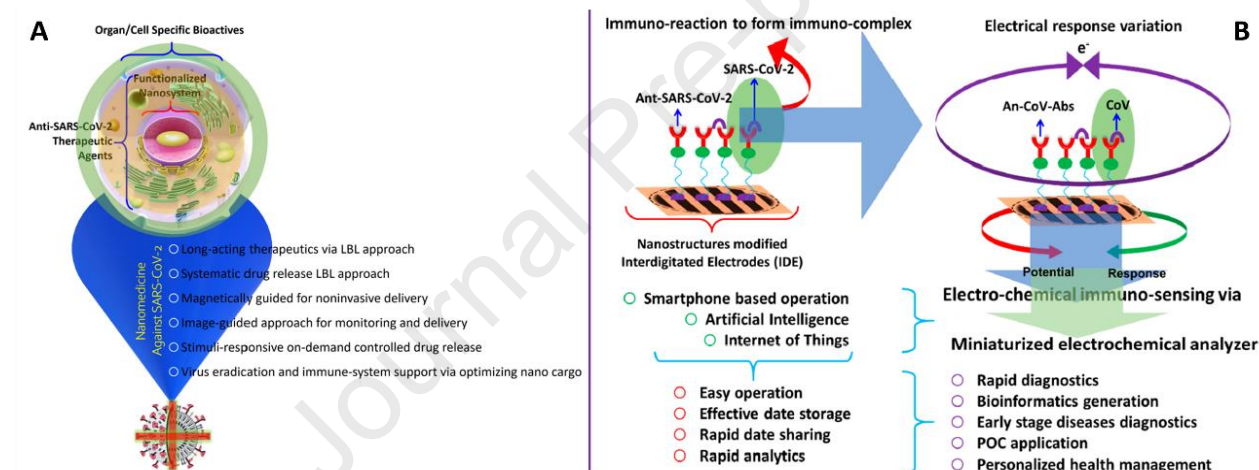 A
Organ/Cell Specific Bioactives
Functionalized
Nanosystem
Anti-SARS-CoV-2
Therapeutic
Agents
Nanomedicine
Against SARS-CoV-2
Long-acting therapeutics via LBL approach
Systematic drug release LBL approach
Magnetically guided for noninvasive delivery
Image-guided approach for monitoring and delivery
Stimuli-responsive on-demand controlled drug release
Virus eradication and immune-system support via optimizing nano cargo
B
Immuno-reaction to form immuno-complex
SARS-CoV-2
Ant-SARS-CoV-2
Nanostructures modified
Interdigitated Electrodes (IDE)
Electrical response variation
e-
An-CoV-Abs
CoV
Potential
Response
Smartphone based operation
Artificial Intelligence
Internet of Things
Electro-chemical immuno-sensing via
Miniaturized electrochemical analyzer
Easy operation
Effective date storage
Rapid date sharing
Rapid analytics
Rapid diagnostics
Bioinformatics generation
Early stage diseases diagnostics
POC application
Personalized health management
Journal Pre-p